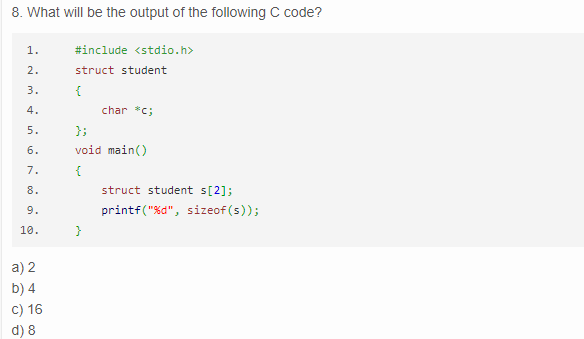 8. What will be the output of the following C code?
1. #include <stdio.h>
2. struct student
3. {
4. char *c;
5. };
6. void main()
7. {
8. struct student s[2];
9. printf("%d", sizeof(s));
10. }
a) 2
b) 4
c) 16
d) 8